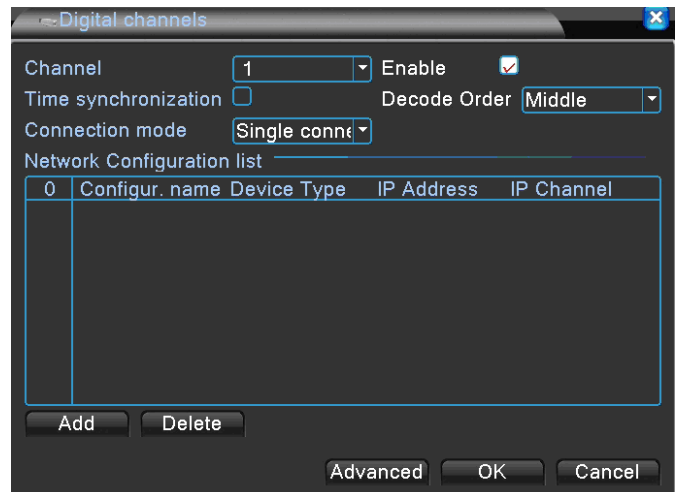 Digital channels
Channel 1 Enable
Time synchronization Decode Order Middle
Connection mode Single conne
Network Configuration list
0 Configur. name Device Type IP Address IP Channel
Add Delete
Advanced OK Cancel